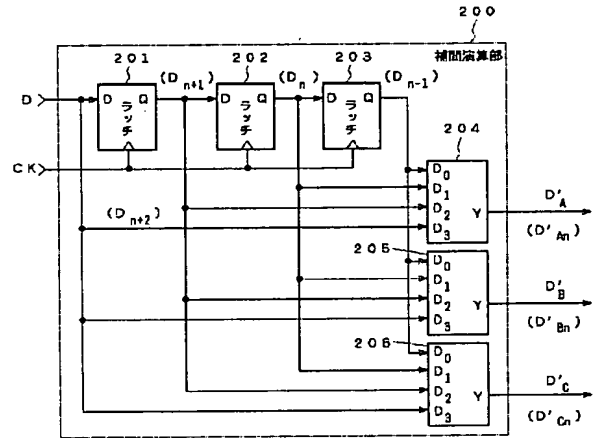 200
補間演算部
201 202 203
(Dn+1) (Dn) (Dn-1)
D D Q D Q D Q
ラッチ ラッチ ラッチ
CK
204
D0
D1
D2 Y D'A
D3 (D'An)
(Dn+2)
205
D0
D1
D2 Y D'B
D3 (D'Bn)
206
D0
D1
D2 Y D'C
D3 (D'Cn)